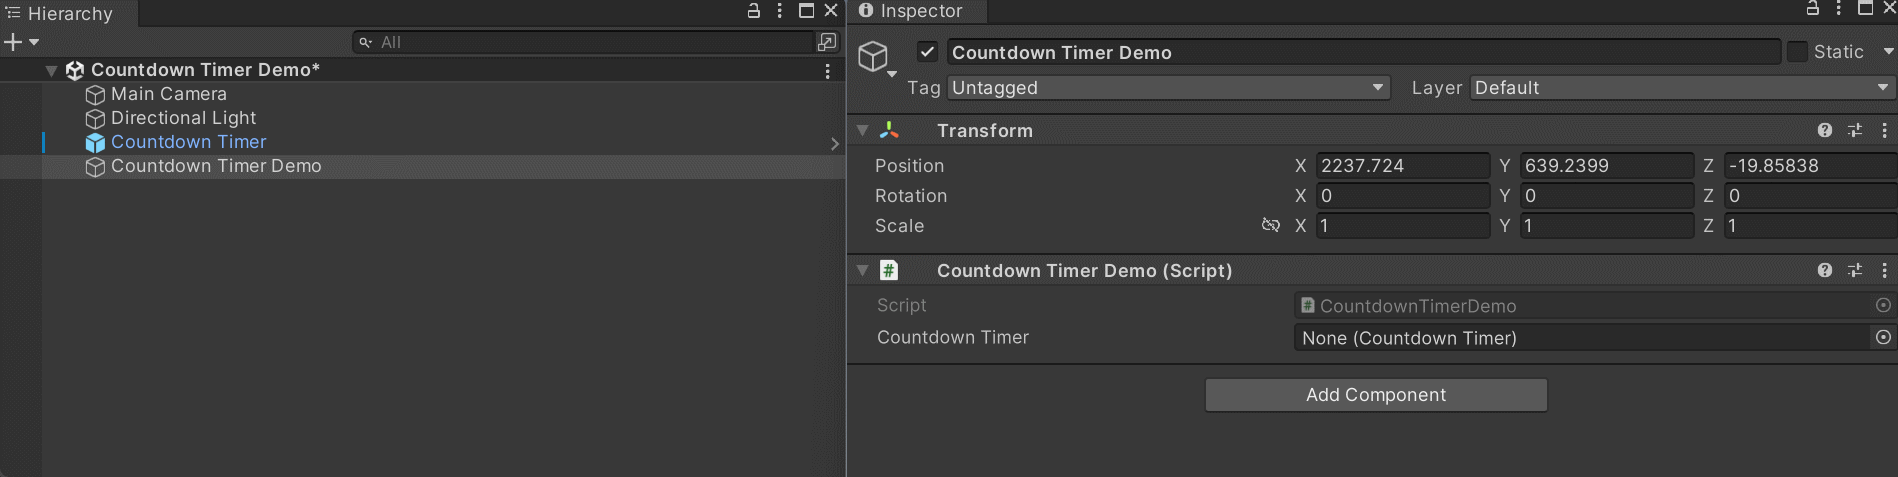 Hierarchy
All
Countdown Timer Demo*
Main Camera
Directional Light
Countdown Timer
Countdown Timer Demo
Inspector
Countdown Timer Demo Static
Tag Untagged Layer Default
Transform
Position X 2237.724 Y 639.2399 Z -19.85838
Rotation X 0 Y 0 Z 0
Scale X 1 Y 1 Z 1
# Countdown Timer Demo (Script)
Script # CountdownTimerDemo
Countdown Timer None (Countdown Timer)
Add Component